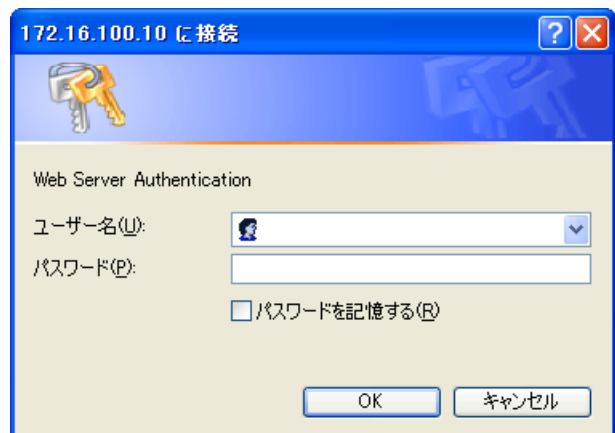 172.16.100.10 に接続
Web Server Authentication
ユーザー名(U):
パスワード(P):
パスワードを記憶する(R)
OK キャンセル